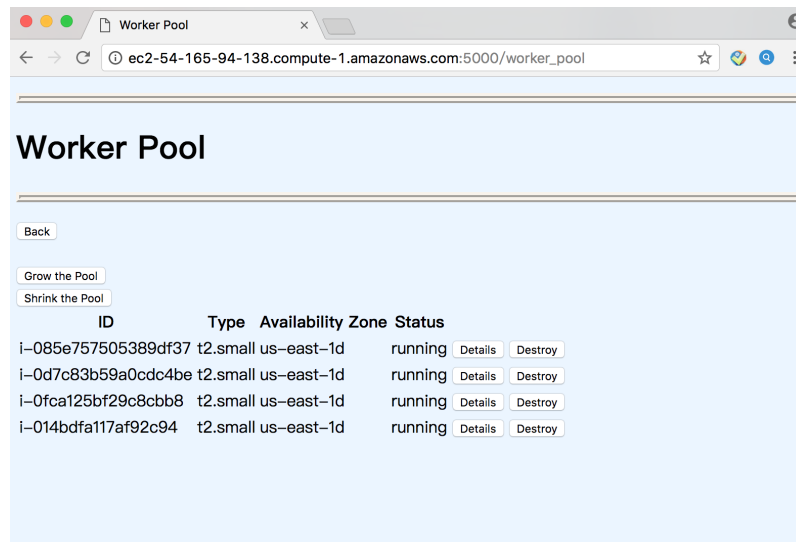 Worker Pool
ec2-54-165-94-138.compute-1.amazonaws.com:5000/worker_pool
Worker Pool
Back
Grow the Pool
Shrink the Pool
ID Type Availability Zone Status
i-085e757505389df37 t2.small us-east-1d running Details Destroy
i-0d7c83b59a0cdc4be t2.small us-east-1d running Details Destroy
i-0fca125bf29c8cbb8 t2.small us-east-1d running Details Destroy
i-014bdfa117af92c94 t2.small us-east-1d running Details Destroy